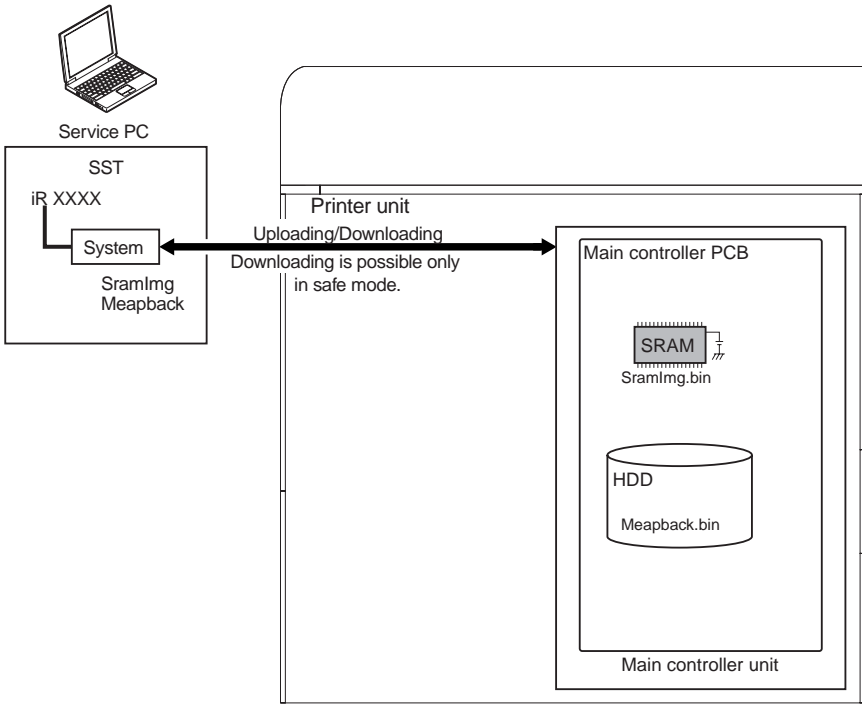 Service PC
SST
iR XXXX
System
SramImg
Meapback
Printer unit
Uploading/Downloading
Downloading is possible only
in safe mode.
Main controller PCB
SRAM
SramImg.bin
HDD
Meapback.bin
Main controller unit